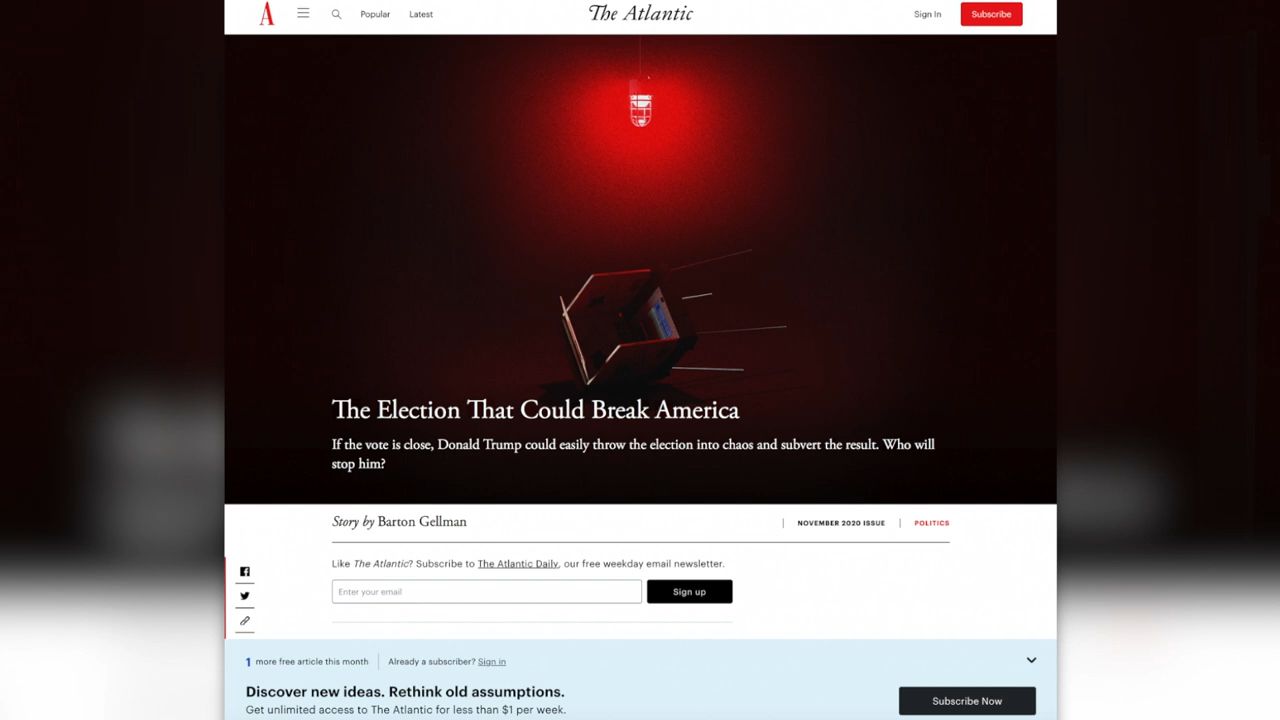 A Popular Latest The Atlantic Sign In Subscribe
The Election That Could Break America
If the vote is close, Donald Trump could easily throw the election into chaos and subvert the result. Who will
stop him?
Story by Barton Gellman | NOVEMBER 2020 ISSUE | POLITICS
Like The Atlantic? Subscribe to The Atlantic Daily, our free weekday email newsletter.
Enter your email Sign up
1 more free article this month Already a subscriber? Sign in
Discover new ideas. Rethink old assumptions.
Get unlimited access to The Atlantic for less than $1 per week. Subscribe Now